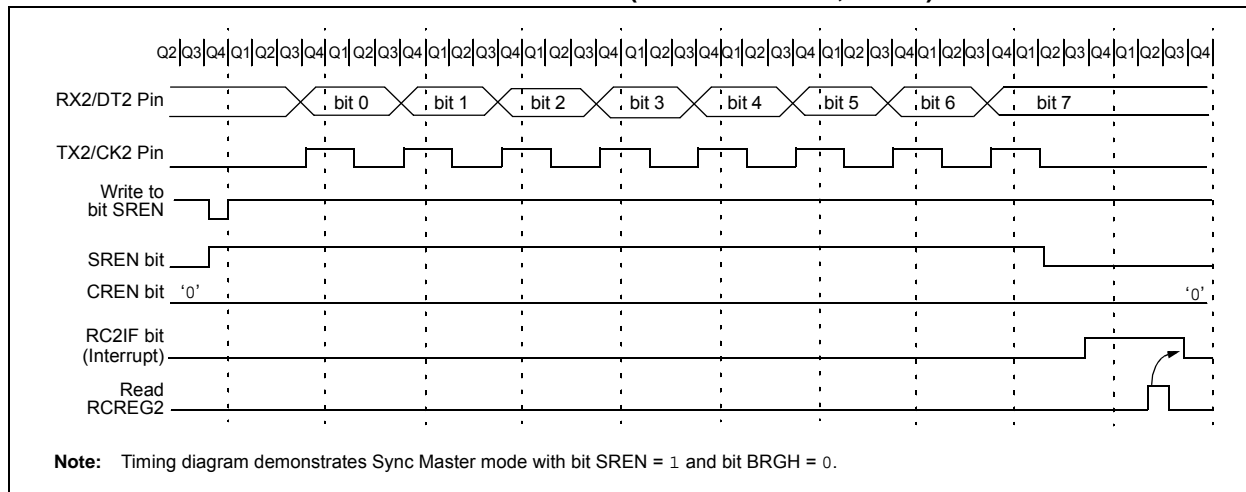 Q2 Q3 Q4 Q1 Q2 Q3 Q4 Q1 Q2 Q3 Q4 Q1 Q2 Q3 Q4 Q1 Q2 Q3 Q4 Q1 Q2 Q3 Q4 Q1 Q2 Q3 Q4 Q1 Q2 Q3 Q4 Q1 Q2 Q3 Q4 Q1 Q2 Q3 Q4 Q1 Q2 Q3 Q4
RX2/DT2 Pin bit 0 bit 1 bit 2 bit 3 bit 4 bit 5 bit 6 bit 7
TX2/CK2 Pin
Write to
bit SREN
SREN bit
CREN bit ‘0’ ‘0’
RC2IF bit
(Interrupt)
Read
RCREG2
Note: Timing diagram demonstrates Sync Master mode with bit SREN = 1 and bit BRGH = 0.